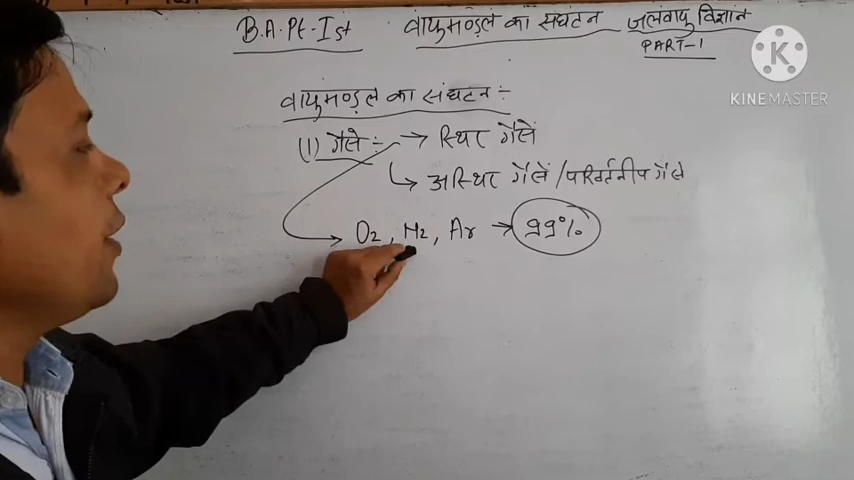 B.A. Pt-Ist वायुमण्डल का संघटन जलवायु विज्ञान
PART-1
KINEMASTER
वायुमण्डल का संघटन :-
(1) गैसे :- → स्थिर गैसें
अस्थिर गैसें / परिवर्तनीय गैसें
O2, H2, Ar → 99%